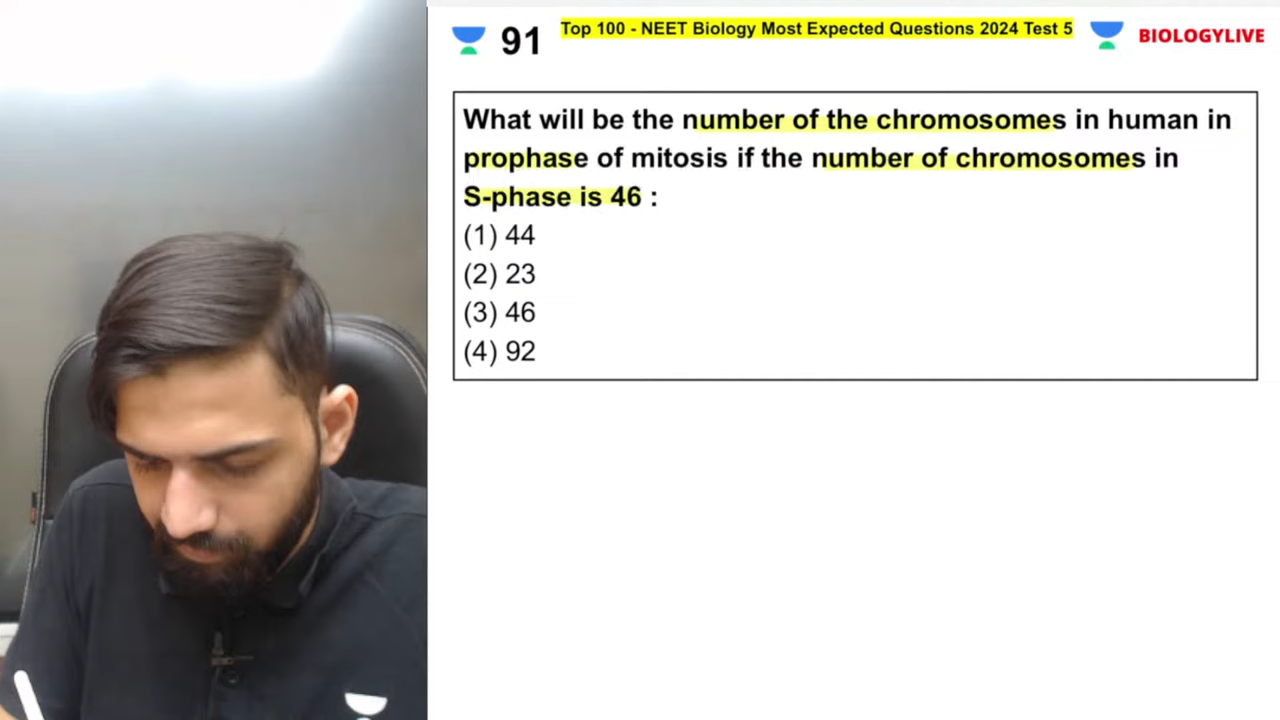 91
Top 100 - NEET Biology Most Expected Questions 2024 Test 5
BIOLOGYLIVE
What will be the number of the chromosomes in human in
prophase of mitosis if the number of chromosomes in
S-phase is 46 :
(1) 44
(2) 23
(3) 46
(4) 92